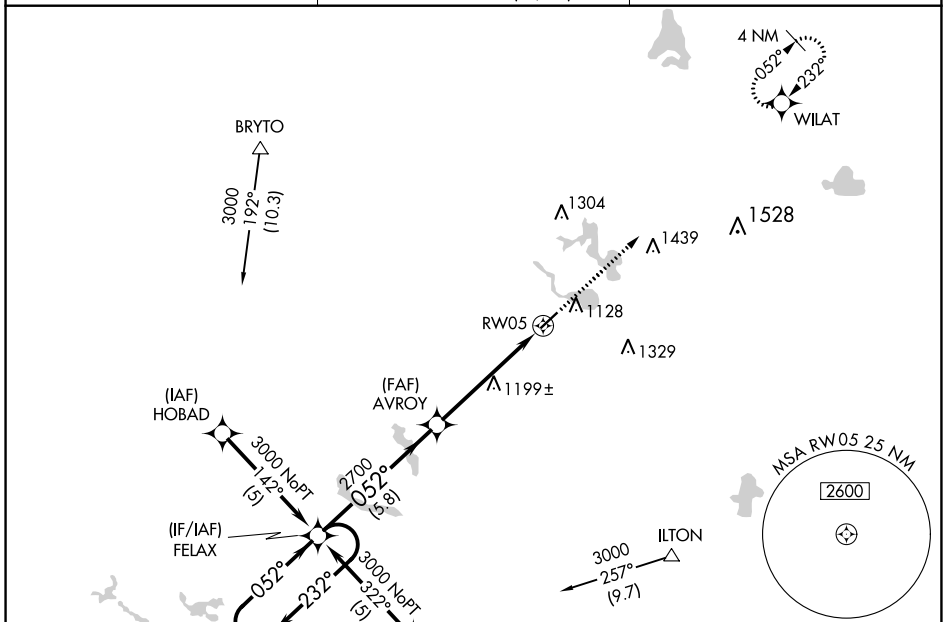 4 NM
052°
232°
WILAT
BRYTO
3000
192°
(10.3)
1304
1528
1439
RW05
1128
1329
(FAF)
AVROY
1199±
(IAF)
HOBAD
3000 NoPT
142°
(5)
2700
052°
(5.8)
MSA RW05 25 NM
2600
(IF/IAF)
FELAX
ILTON
3000
257°
(9.7)
052°
232°
3000 NoPT
322°
(5)